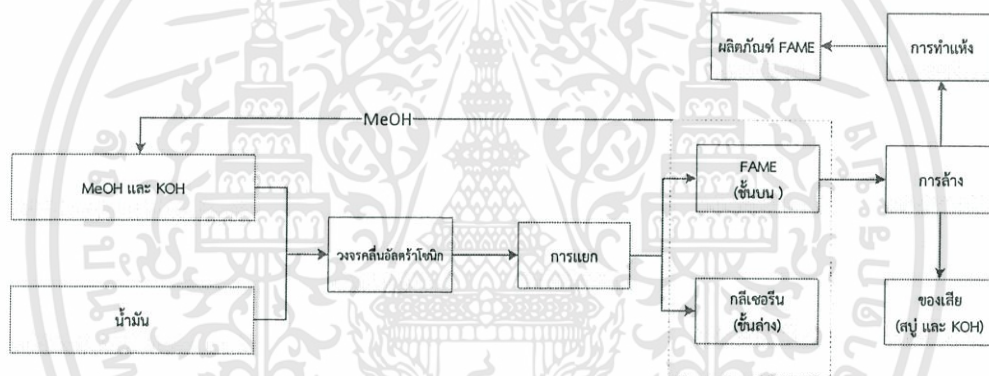 ผลิตภัณฑ์ FAME
การทำแห้ง
MeOH
MeOH และ KOH
FAME
(ชั้นบน )
การล้าง
วงจรคลื่นอัลตร้าโซนิก
การแยก
น้ำมัน
กลีเซอรีน
(ชั้นล่าง)
ของเสีย
(สบู่ และ KOH)